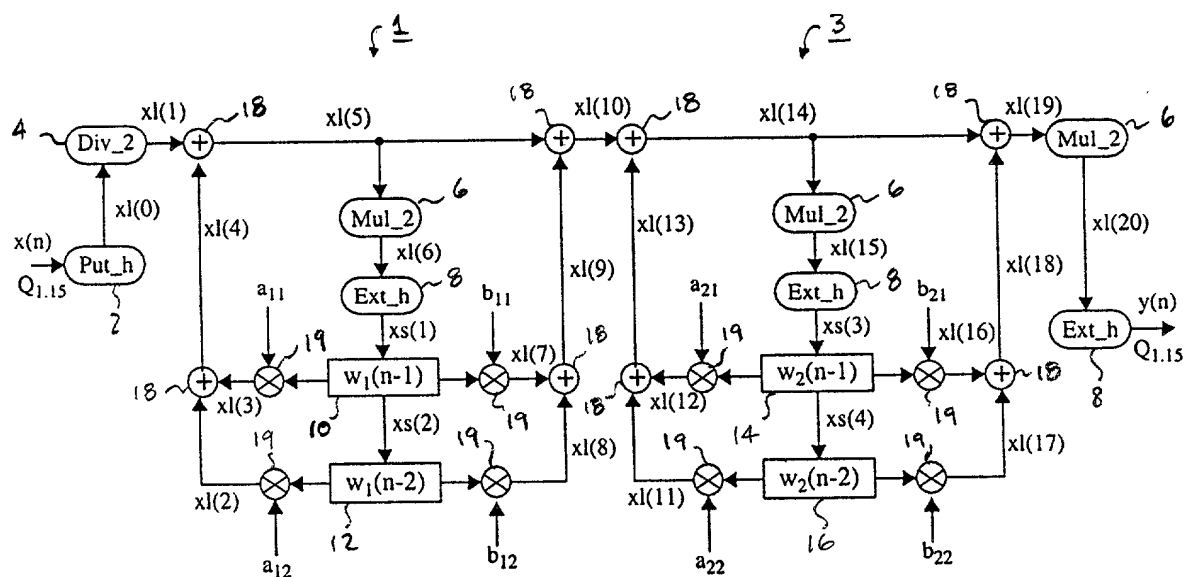 1
3
18 xl(10) 18
18 xl(19)
xl(1) 18 xl(5) xl(14) 6
4 Div_2 + + + + Mul_2
6 6
xl(0) xl(4) Mul_2 xl(13) Mul_2 xl(20)
x(n) xl(6) xl(9) xl(15) xl(18)
Put_h Ext_h 8 Ext_h 8 y(n)
Q1.15 a11 b11 a21 b21 Ext_h
2 xs(1) xs(3) xl(16) Q1.15
19 xl(7) 18 19 8
18 + w1(n-1) + 18 + w2(n-1) + 18
xl(3) 10 19 xl(12) 14 19
xs(2) xs(4)
19 19 xl(8) 19 19 xl(17)
w1(n-2) w2(n-2)
xl(2) 12 xl(11) 16
a12 b12 a22 b22